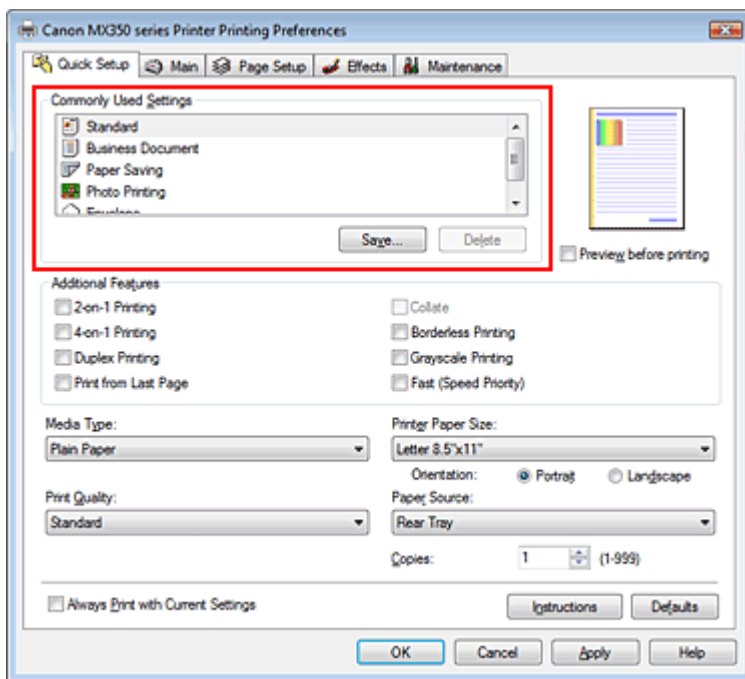 Canon MX350 series Printer Printing Preferences
Quick Setup Main Page Setup Effects Maintenance
Commonly Used Settings
Standard
Business Document
Paper Saving
Photo Printing
Envelope
Save... Delete
Preview before printing
Additional Features
2-on-1 Printing
4-on-1 Printing
Duplex Printing
Print from Last Page
Collate
Borderless Printing
Grayscale Printing
Fast (Speed Priority)
Media Type:
Plain Paper
Printer Paper Size:
Letter 8.5"x11"
Orientation: Portrait Landscape
Print Quality:
Standard
Paper Source:
Rear Tray
Copies: 1 (1-999)
Always Print with Current Settings
Instructions Defaults
OK Cancel Apply Help